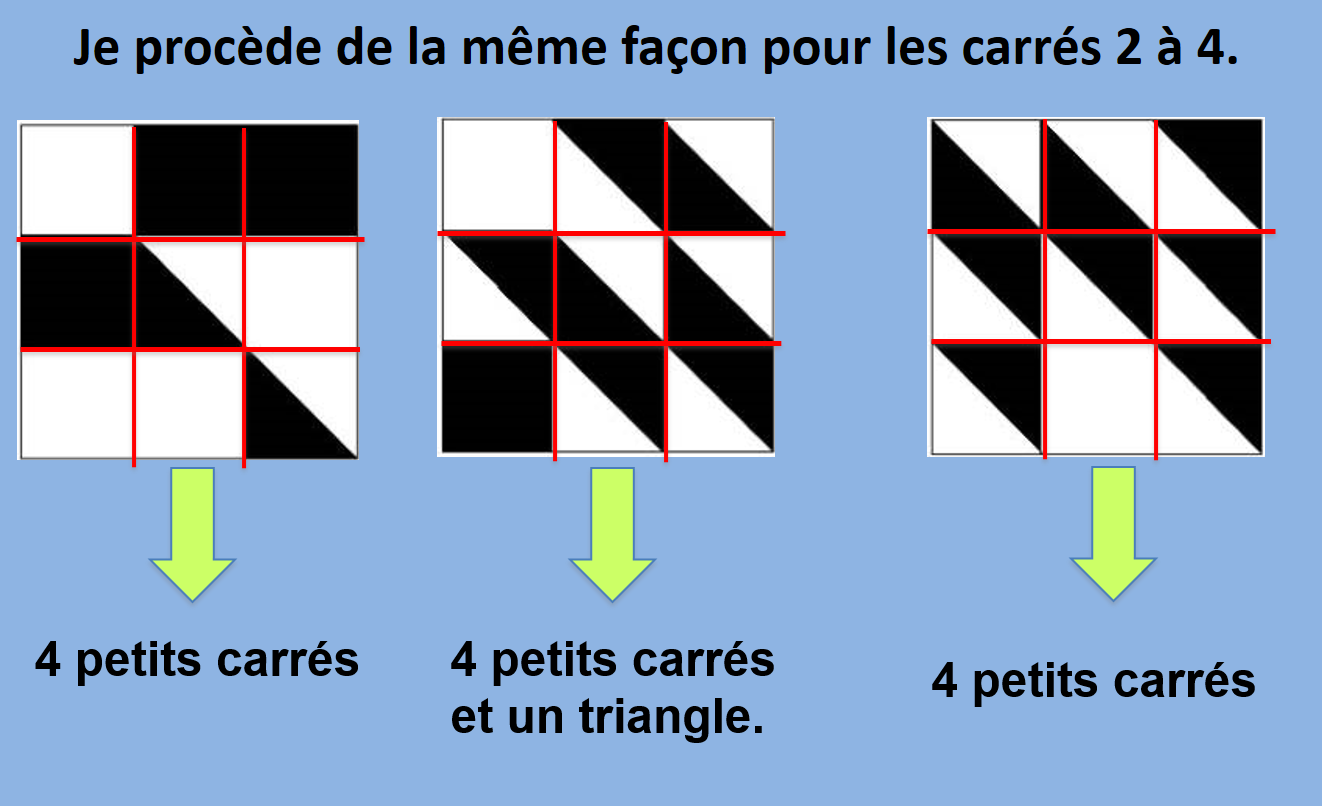 Je procède de la même façon pour les carrés 2 à 4.
4 petits carrés
4 petits carrés
et un triangle.
4 petits carrés